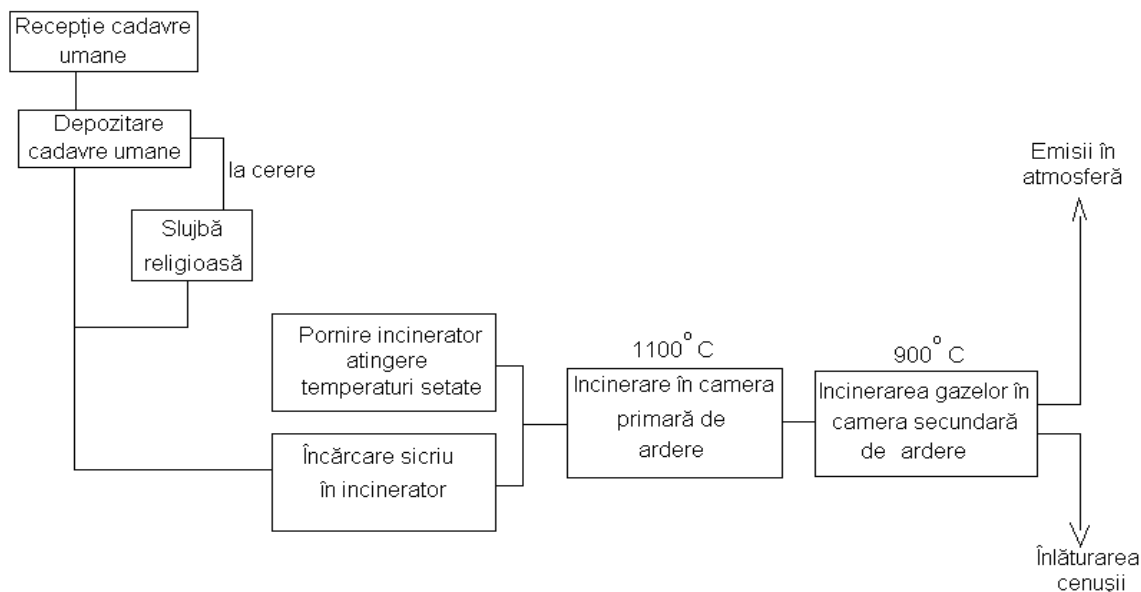 Recepție cadavre
umane
Depozitare
cadavre umane
la cerere
Slujbă
religioasă
Pornire incinerator
atingere
temperaturi setate
Încărcare sicriu
în incinerator
1100° C
Incinerare în camera
primară de
ardere
900° C
Incinerarea gazelor în
camera secundară
de ardere
Emisii în
atmosferă
Înlăturarea
cenușii